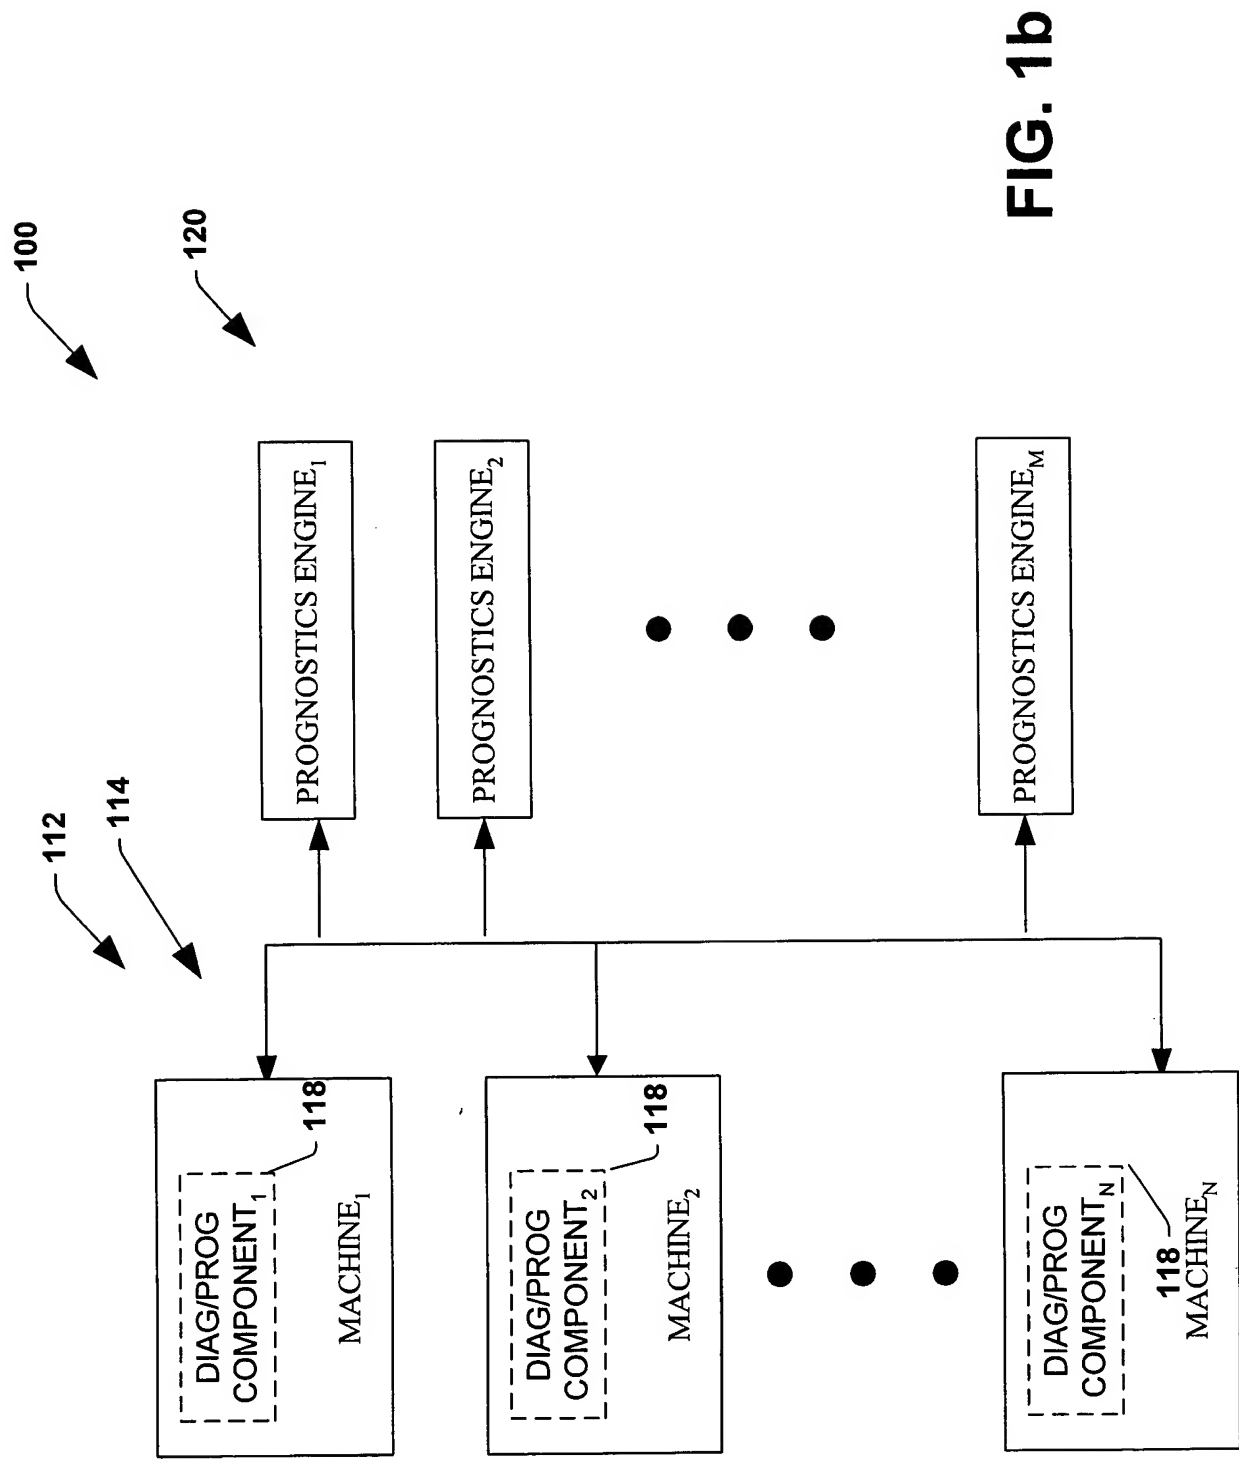 100
120
112
114
DIAG/PROG
COMPONENT1
118
MACHINE1
PROGNOSTICS ENGINE1
DIAG/PROG
COMPONENT2
118
MACHINE2
PROGNOSTICS ENGINE2
DIAG/PROG
COMPONENTN
118
MACHINEN
PROGNOSTICS ENGINEM
FIG. 1b